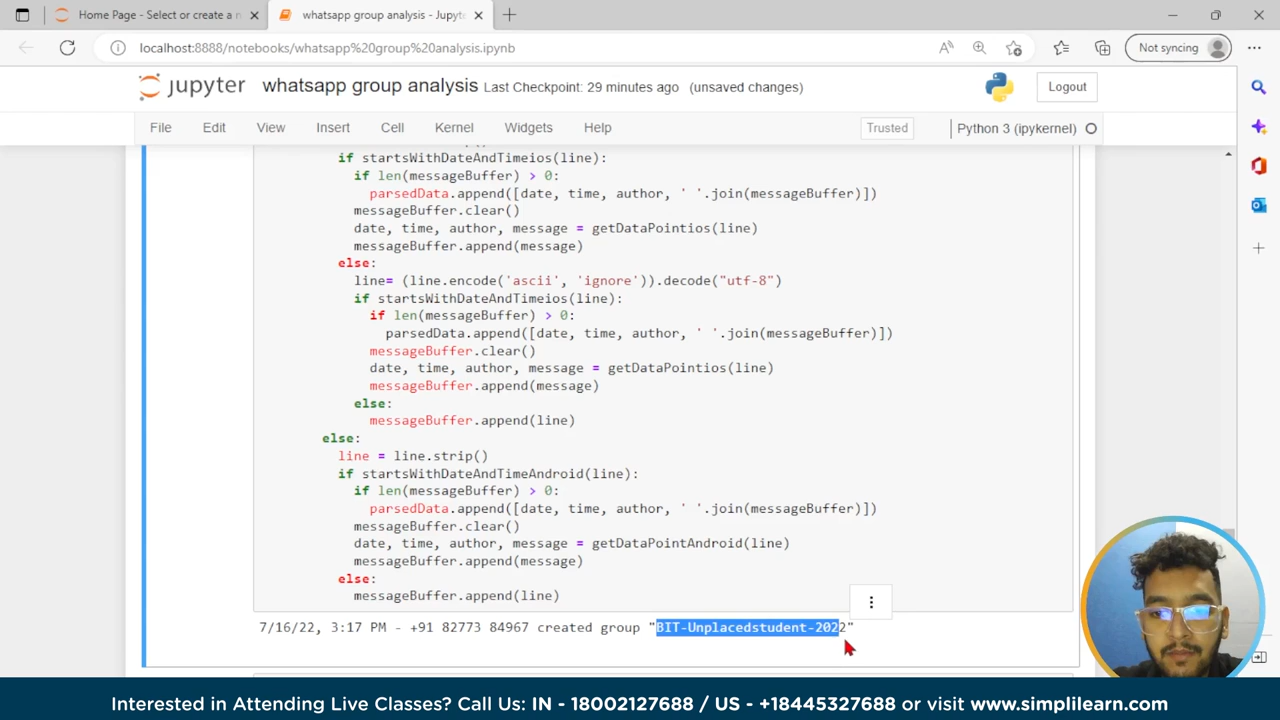 Home Page - Select or create a n
whatsapp group analysis - Jupyte
localhost:8888/notebooks/whatsapp%20group%20analysis.ipynb
Not syncing
jupyter whatsapp group analysis Last Checkpoint: 29 minutes ago (unsaved changes)
Logout
File Edit View Insert Cell Kernel Widgets Help
Trusted
Python 3 (ipykernel)
if startsWithDateAndTimeios(line):
if len(messageBuffer) > 0:
parsedData.append([date, time, author, ' '.join(messageBuffer)])
messageBuffer.clear()
date, time, author, message = getDataPointios(line)
messageBuffer.append(message)
else:
line= (line.encode('ascii', 'ignore')).decode("utf-8")
if startsWithDateAndTimeios(line):
if len(messageBuffer) > 0:
parsedData.append([date, time, author, ' '.join(messageBuffer)])
messageBuffer.clear()
date, time, author, message = getDataPointios(line)
messageBuffer.append(message)
else:
messageBuffer.append(line)
else:
line = line.strip()
if startsWithDateAndTimeAndroid(line):
if len(messageBuffer) > 0:
parsedData.append([date, time, author, ' '.join(messageBuffer)])
messageBuffer.clear()
date, time, author, message = getDataPointAndroid(line)
messageBuffer.append(message)
else:
messageBuffer.append(line)
7/16/22, 3:17 PM - +91 82773 84967 created group "BIT-Unplacedstudent-2022"
Interested in Attending Live Classes? Call Us: IN - 18002127688 / US - +18445327688 or visit www.simplilearn.com